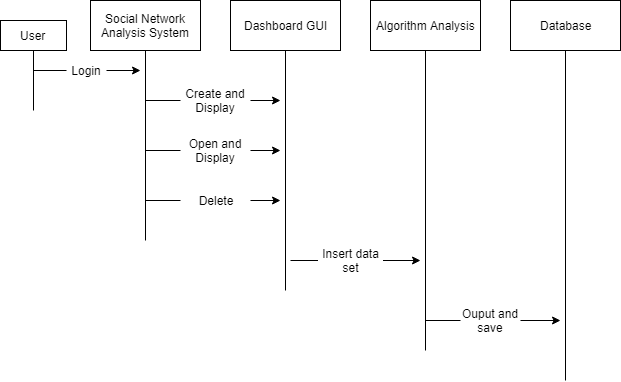 User
Social Network
Analysis System
Dashboard GUI
Algorithm Analysis
Database
Login
Create and
Display
Open and
Display
Delete
Insert data
set
Ouput and
save